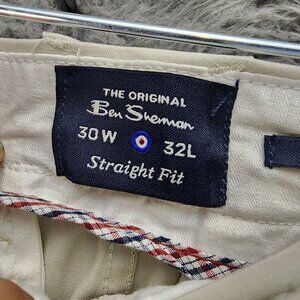 THE ORIGINAL
Ben Sherman
30W 32L
Straight Fit